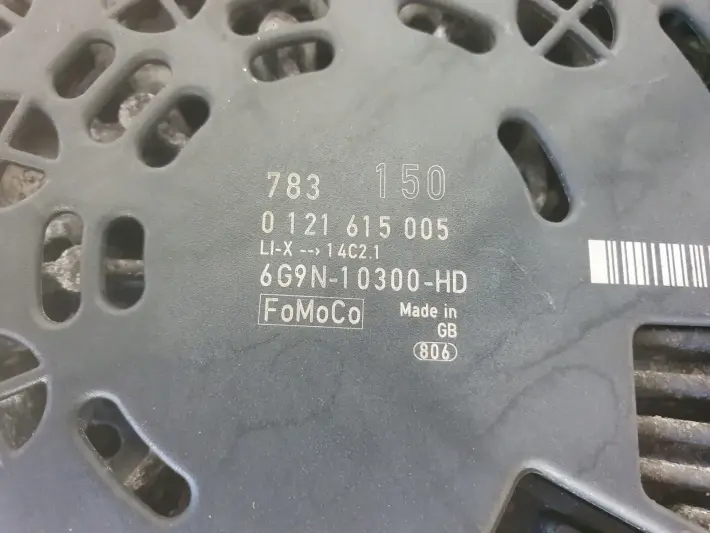 783 150
0 121 615 005
LI-X --> 14C2.1
6G9N-10300-HD
FoMoCo Made in
GB
806